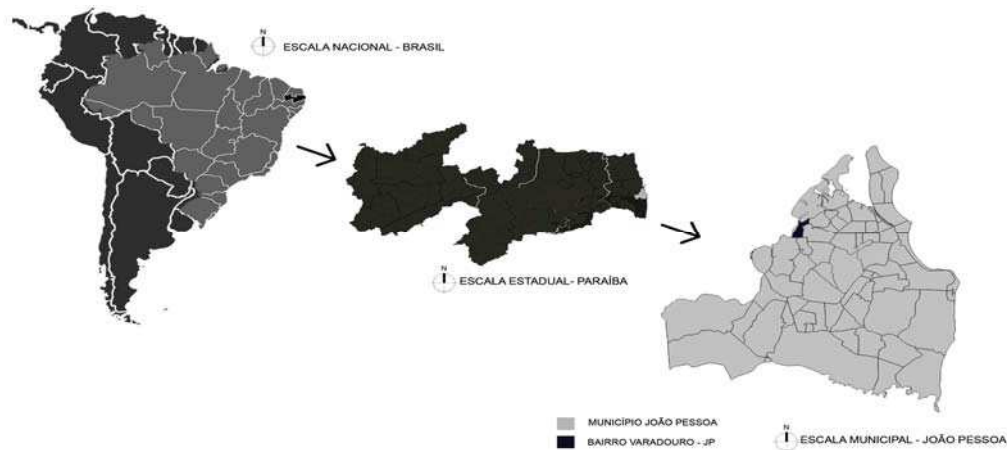 N
ESCALA NACIONAL - BRASIL
N
ESCALA ESTADUAL- PARAÍBA
MUNICÍPIO JOÃO PESSOA
BAIRRO VARADOURO - JP
N
ESCALA MUNICIPAL - JOÃO PESSOA